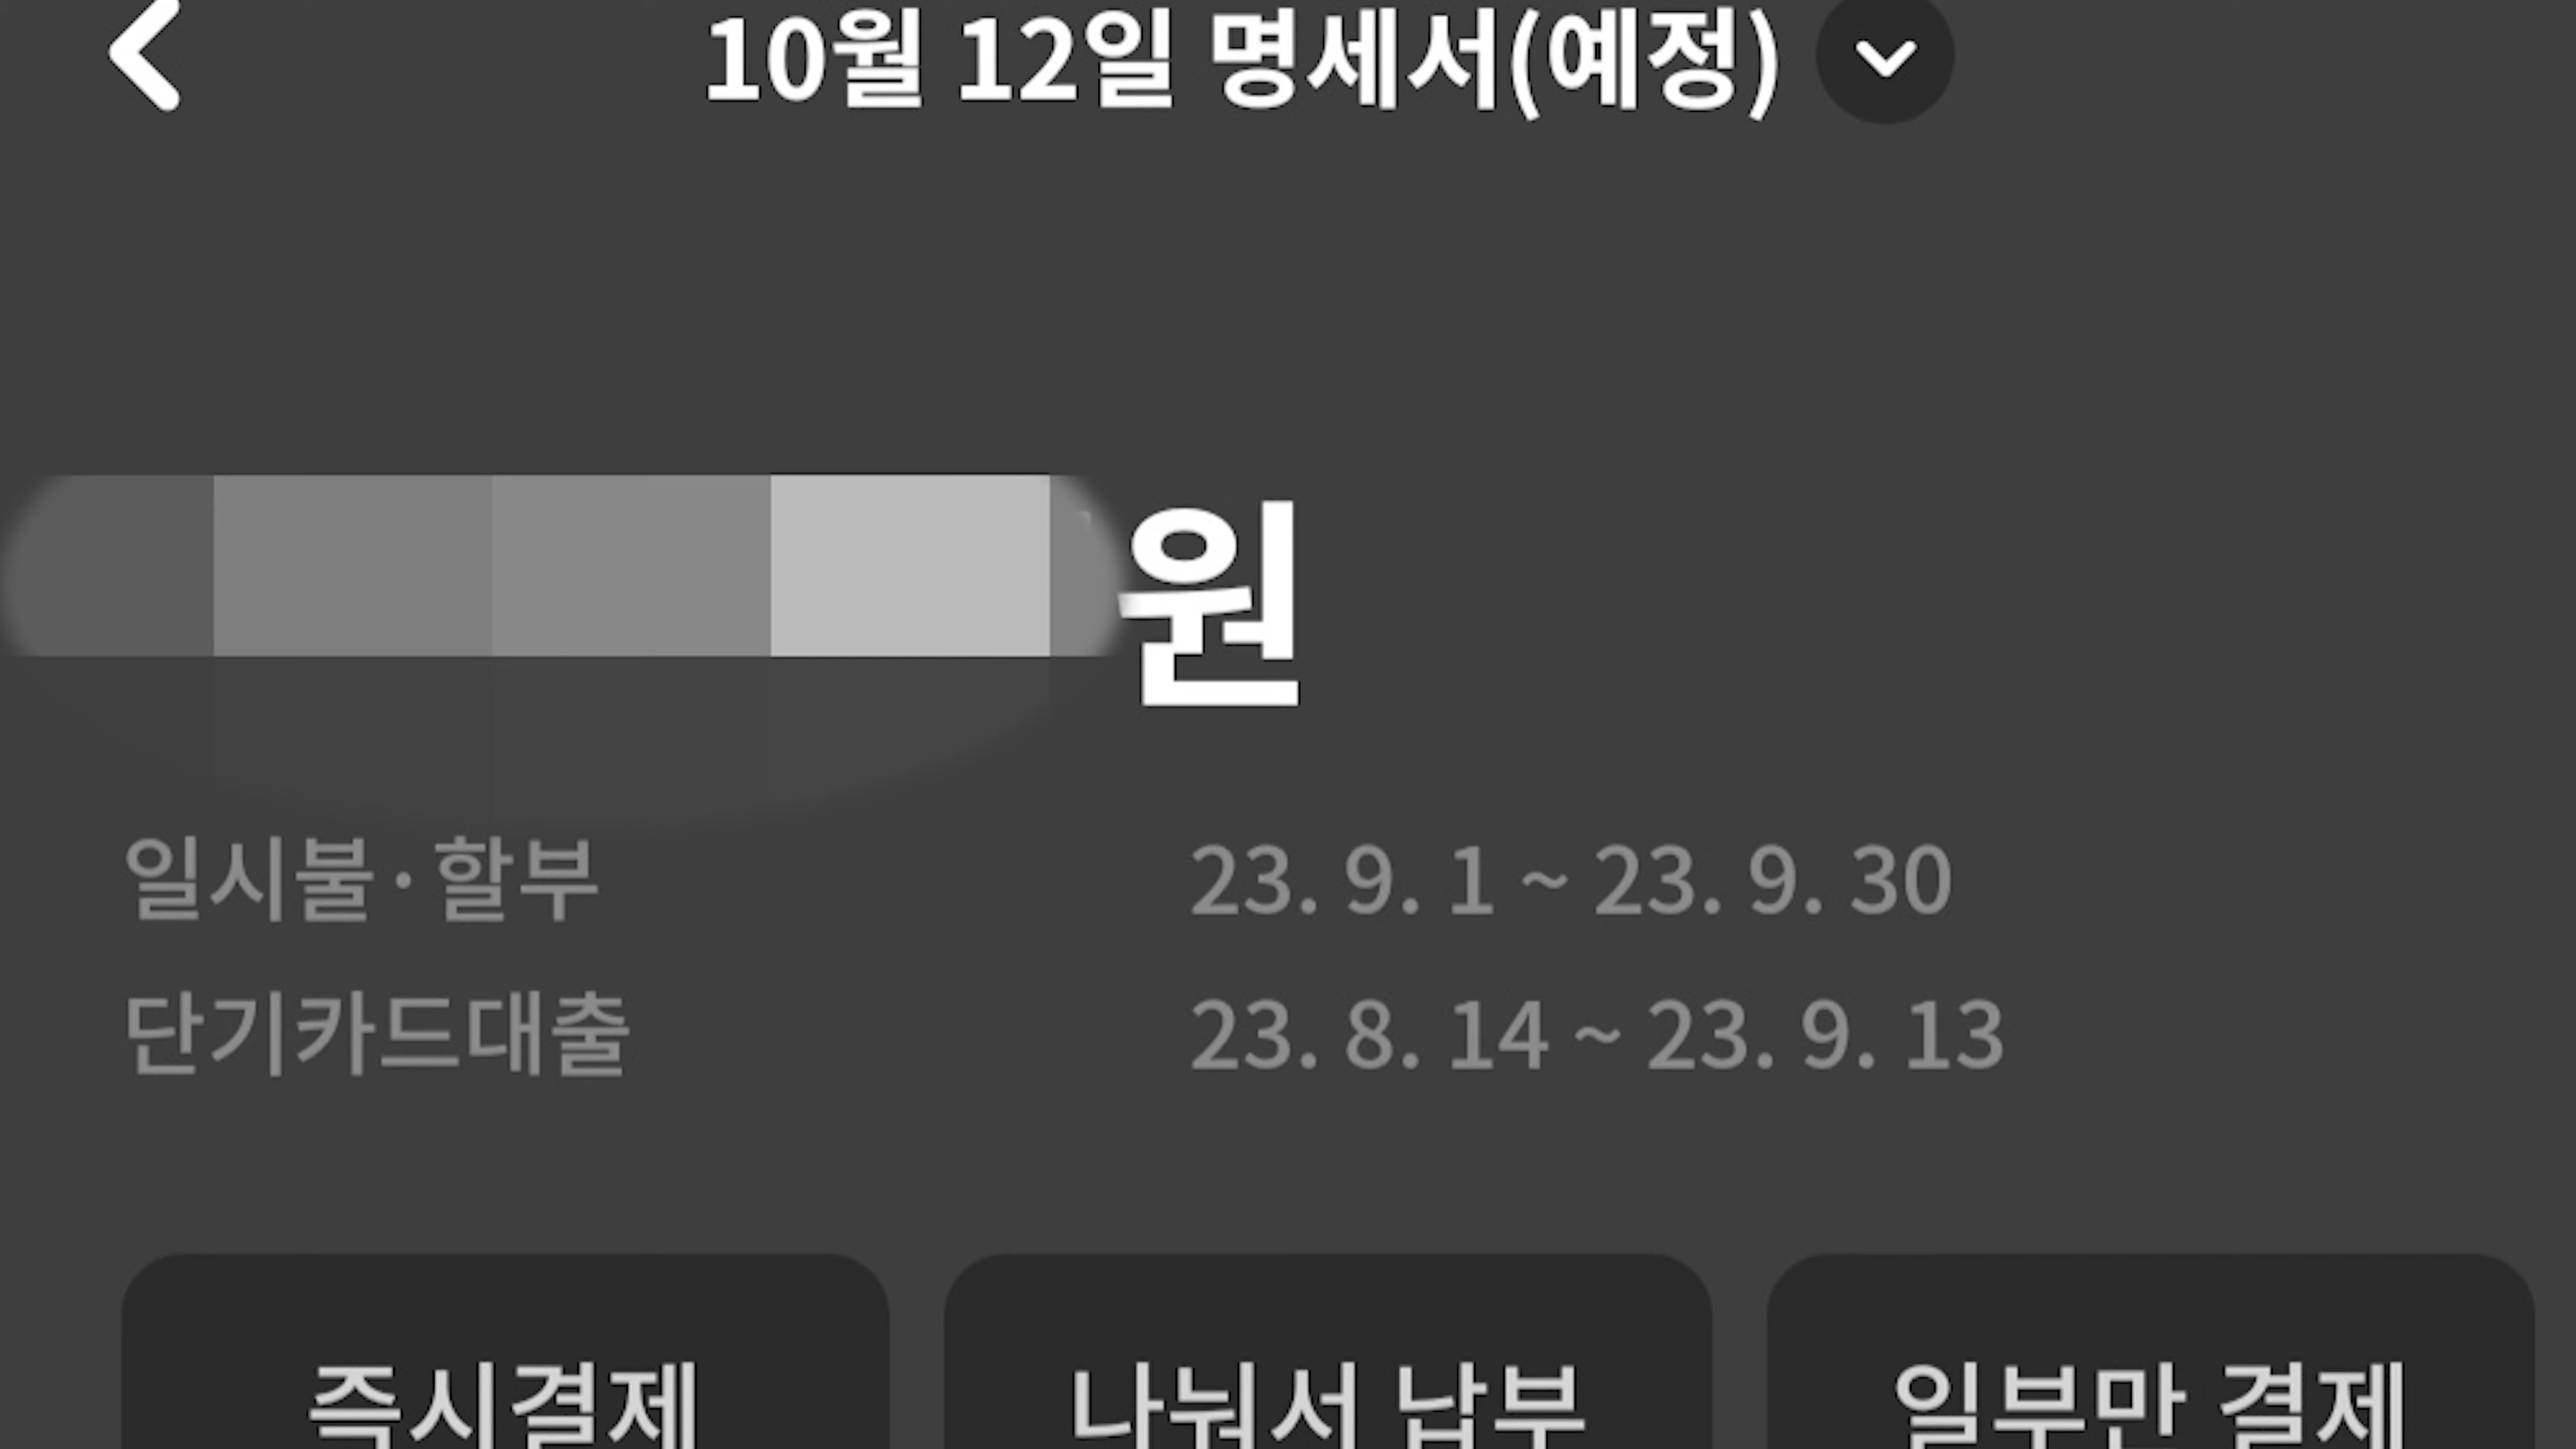 10월 12일 명세서(예정)
원
일시불·할부 23. 9. 1 ~ 23. 9. 30
단기카드대출 23. 8. 14 ~ 23. 9. 13
즉시결제 나눠서 납부 일부만 결제